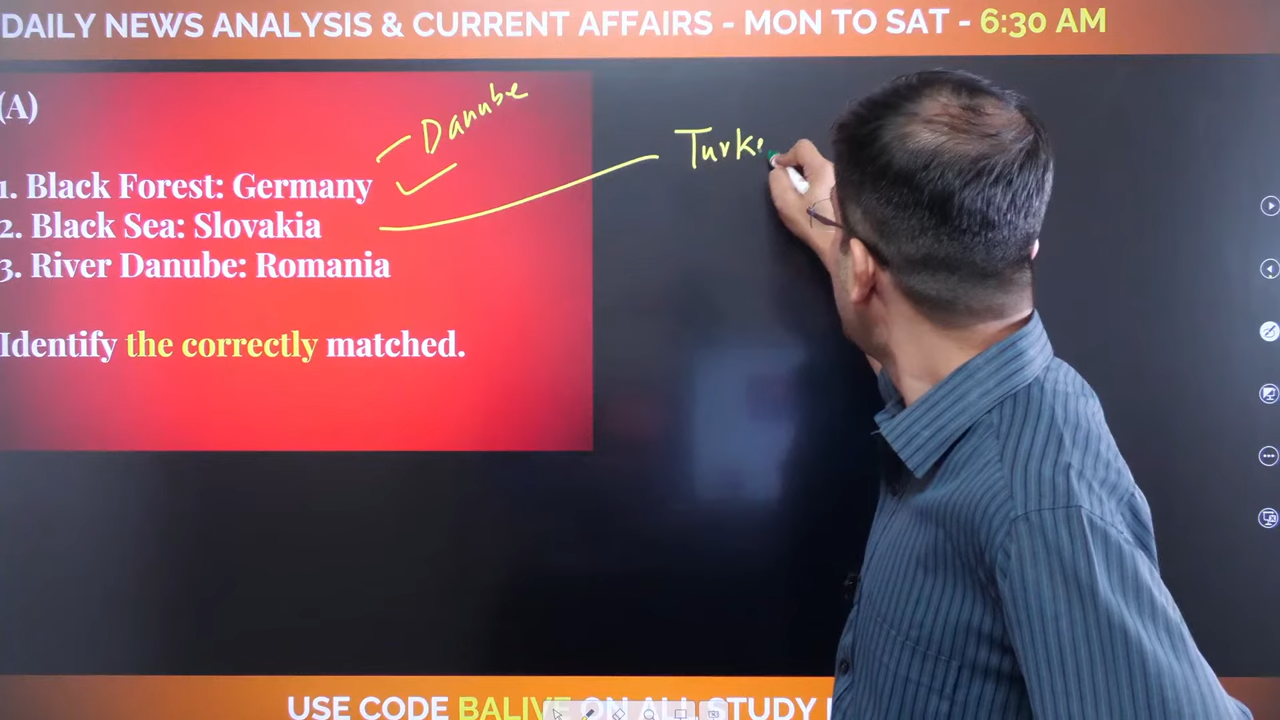 DAILY NEWS ANALYSIS & CURRENT AFFAIRS - MON TO SAT - 6:30 AM
(A)
Danube
Turk
1. Black Forest: Germany
2. Black Sea: Slovakia
3. River Danube: Romania
Identify the correctly matched.
USE CODE BALIVE ON ALL STUDY